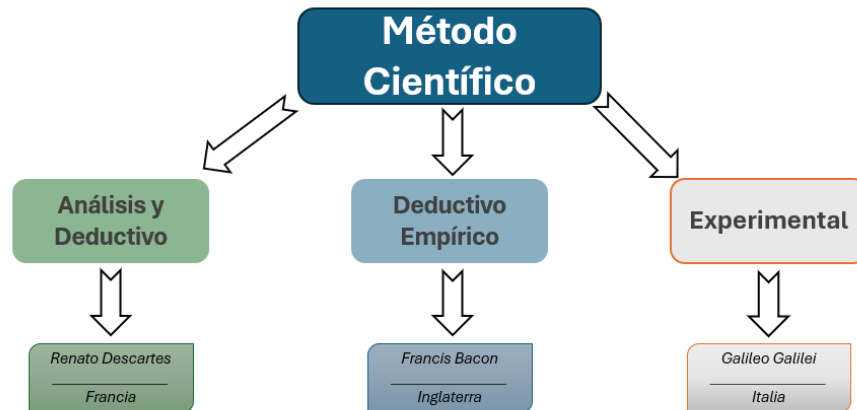 Método
Científico
Análisis y
Deductivo
Deductivo
Empírico
Experimental
Renato Descartes
Francia
Francis Bacon
Inglaterra
Galileo Galilei
Italia